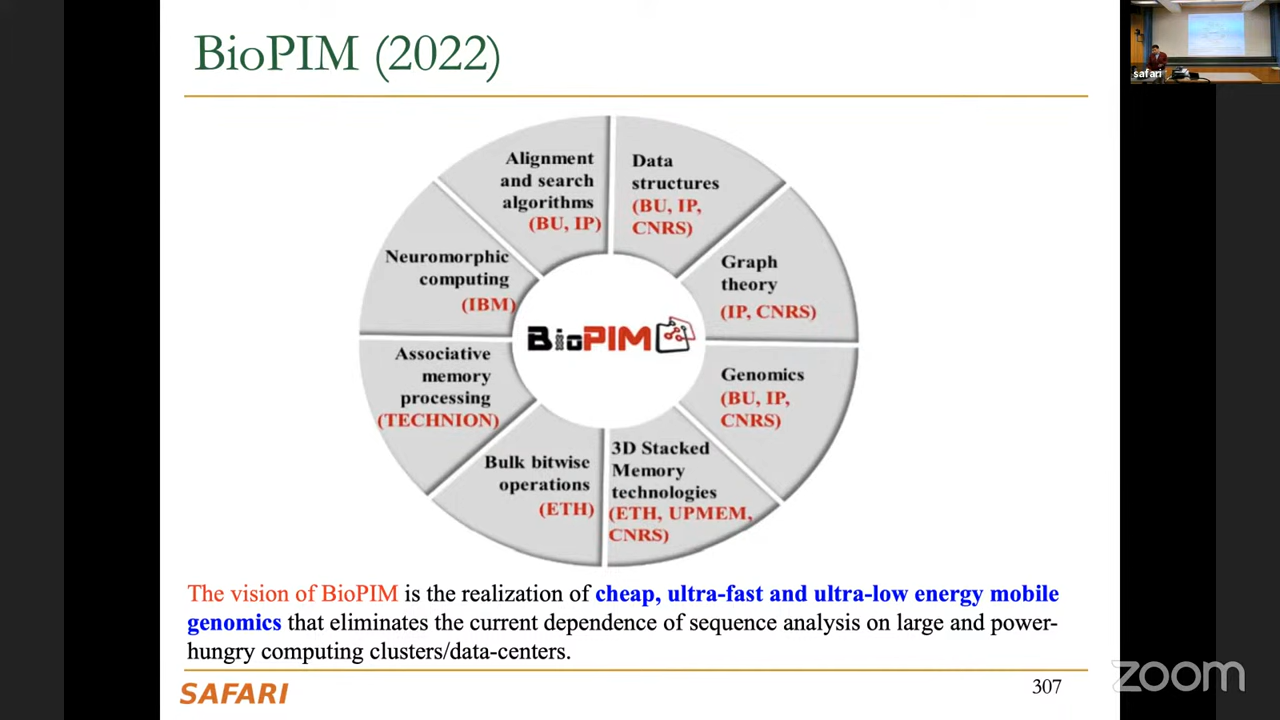 BioPIM (2022)
safari
Alignment
and search
algorithms
(BU, IP)
Data
structures
(BU, IP,
CNRS)
Neuromorphic
computing
(IBM)
Graph
theory
(IP, CNRS)
BioPIM
Associative
memory
processing
(TECHNION)
Genomics
(BU, IP,
CNRS)
Bulk bitwise
operations
(ETH)
3D Stacked
Memory
technologies
(ETH, UPMEM,
CNRS)
The vision of BioPIM is the realization of cheap, ultra-fast and ultra-low energy mobile
genomics that eliminates the current dependence of sequence analysis on large and power-
hungry computing clusters/data-centers.
SAFARI
307
zoom